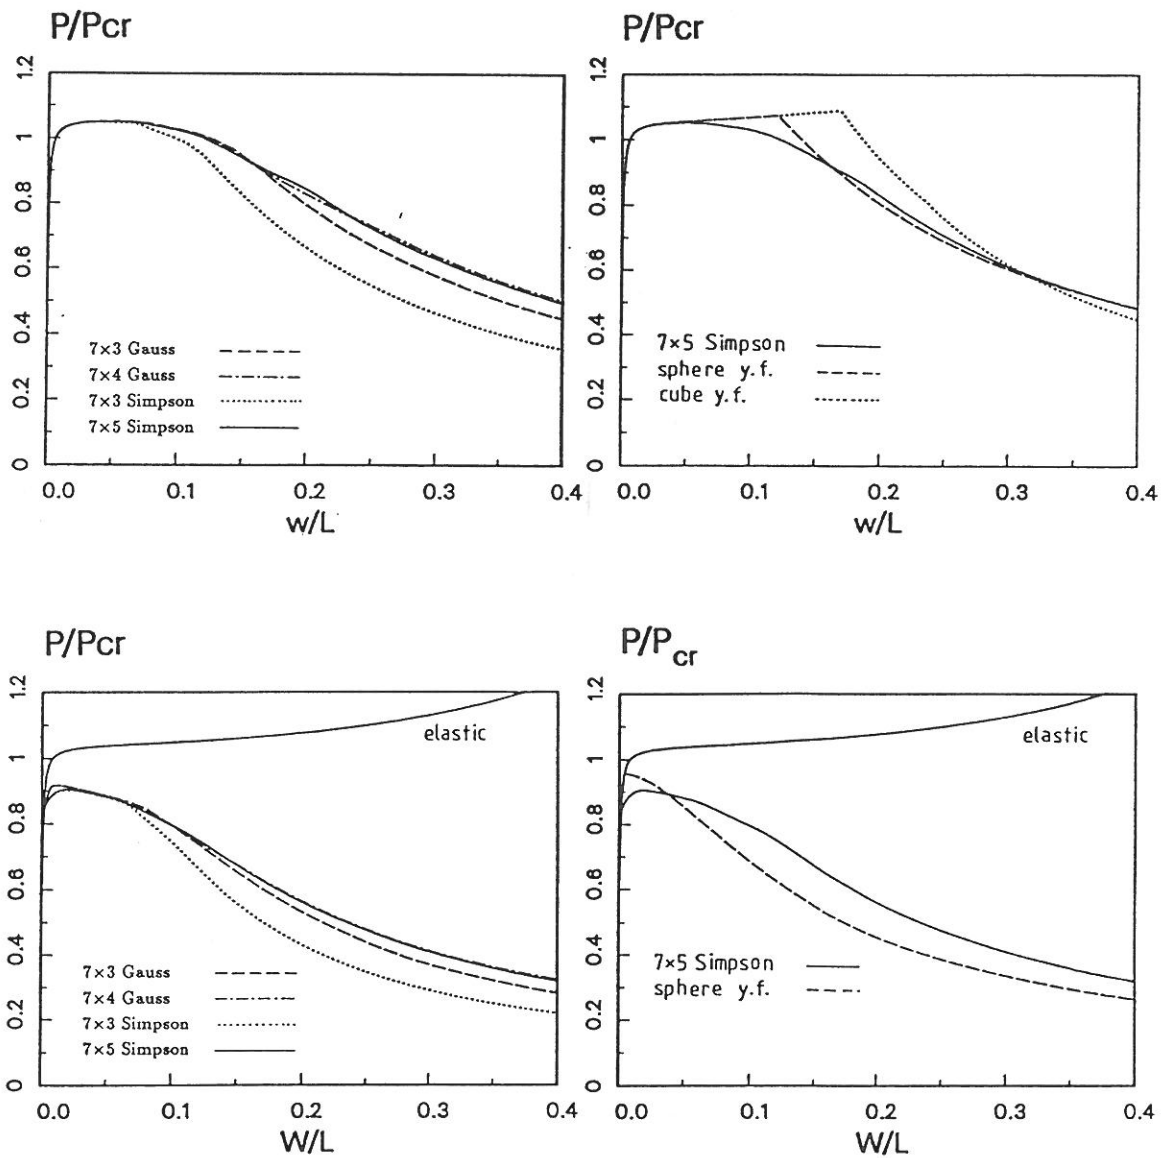 P/Pcr
1.2
1
0.8
0.6
0.4
0.2
0
7×3 Gauss
7×4 Gauss
7×3 Simpson
7×5 Simpson
0.0 0.1 0.2 0.3 0.4
w/L
P/Pcr
1.2
1
0.8
0.6
0.4
0.2
0
7×5 Simpson
sphere y.f.
cube y.f.
0.0 0.1 0.2 0.3 0.4
w/L
P/Pcr
1.2
1
0.8
0.6
0.4
0.2
0
elastic
7×3 Gauss
7×4 Gauss
7×3 Simpson
7×5 Simpson
0.0 0.1 0.2 0.3 0.4
W/L
P/Pcr
1.2
1
0.8
0.6
0.4
0.2
0
elastic
7×5 Simpson
sphere y.f.
0.0 0.1 0.2 0.3 0.4
W/L